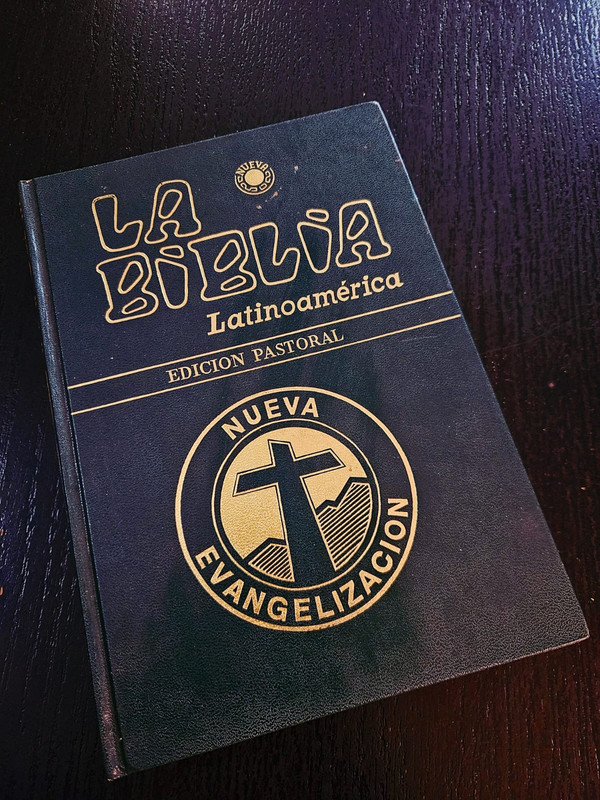 NUEVA
LA
BiBLiA
Latinoamérica
EDICION PASTORAL
NUEVA
EVANGELIZACION